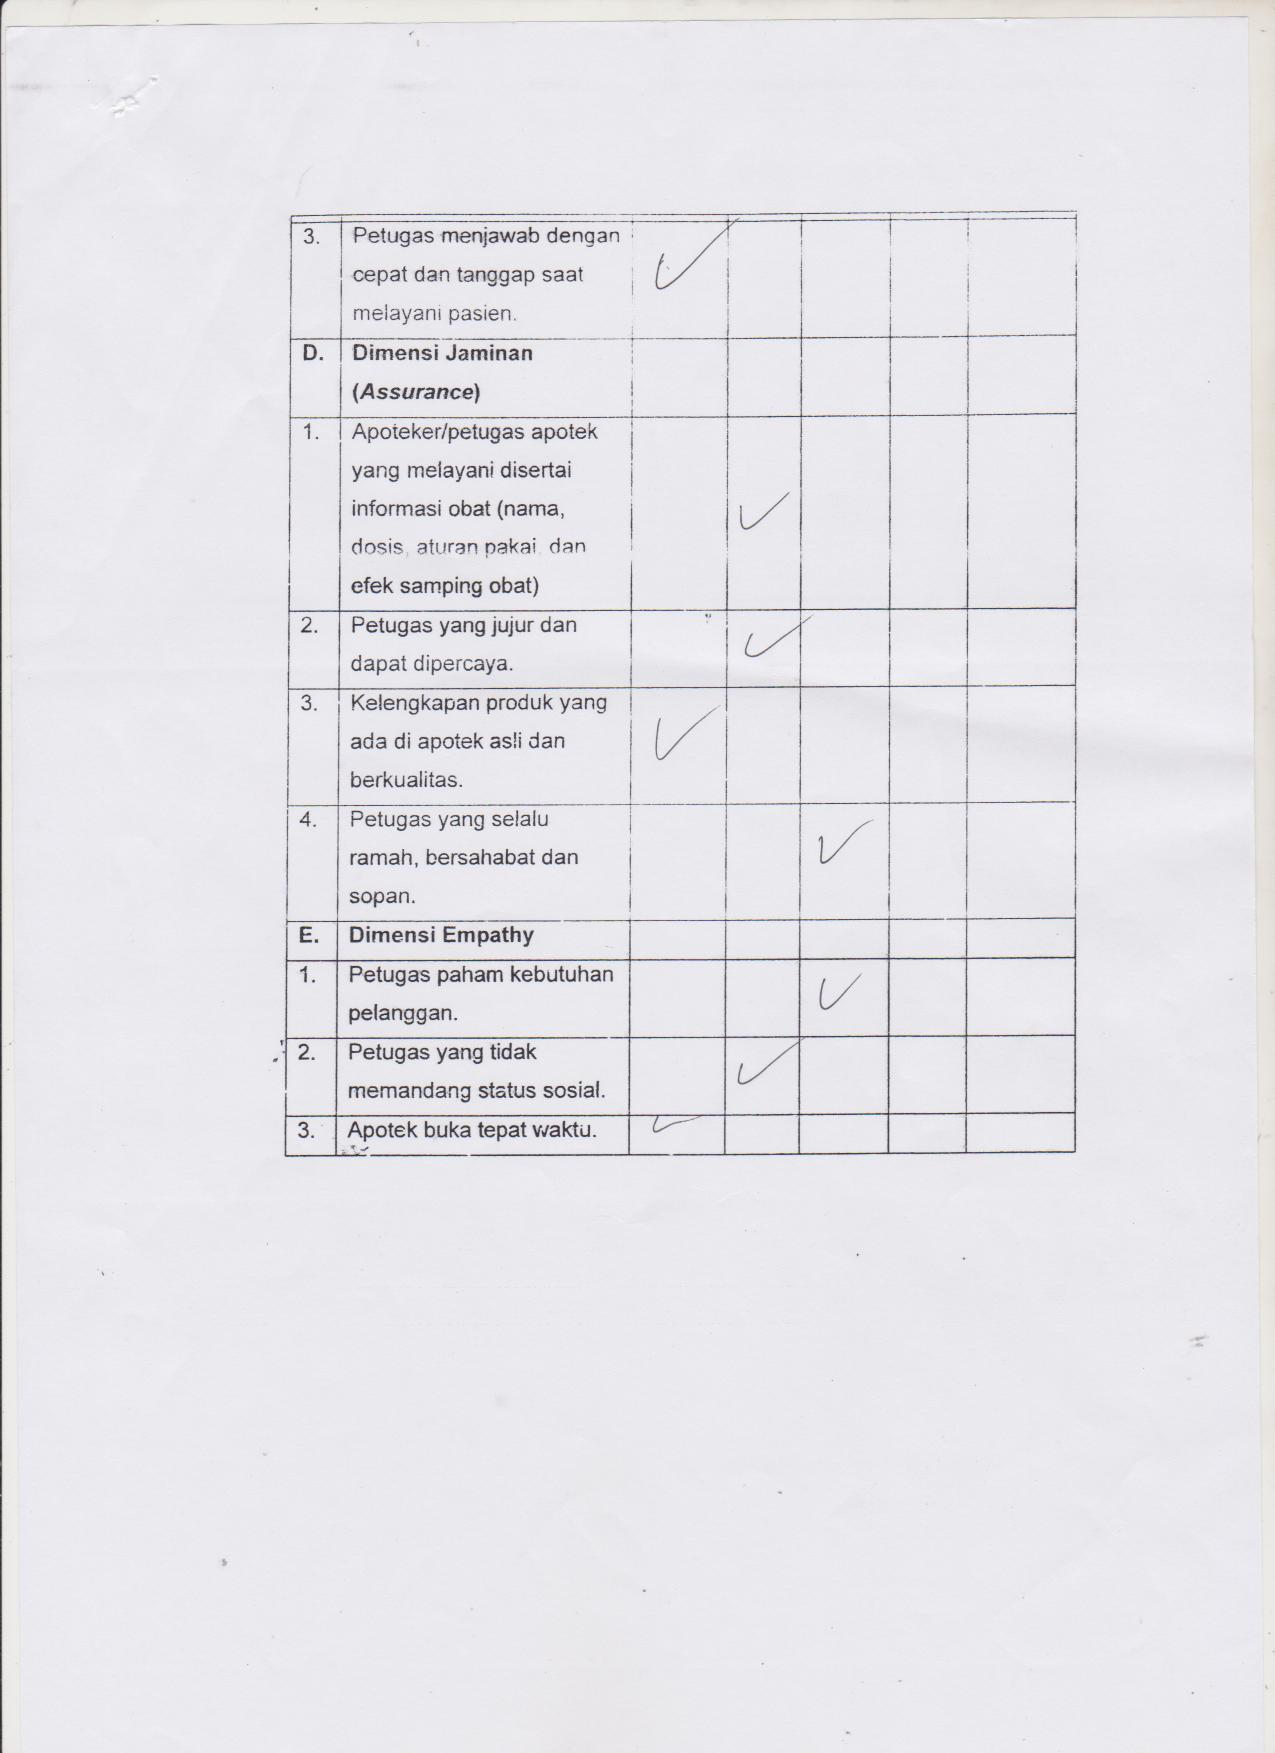 3. Petugas menjawab dengan
cepat dan tanggap saat
melayani pasien.
D. Dimensi Jaminan
(Assurance)
1. Apoteker/petugas apotek
yang melayani disertai
informasi obat (nama,
dosis, aturan pakai, dan
efek samping obat)
2. Petugas yang jujur dan
dapat dipercaya.
3. Kelengkapan produk yang
ada di apotek asli dan
berkualitas.
4. Petugas yang selalu
ramah, bersahabat dan
sopan.
E. Dimensi Empathy
1. Petugas paham kebutuhan
pelanggan.
2. Petugas yang tidak
memandang status sosial.
3. Apotek buka tepat waktu.